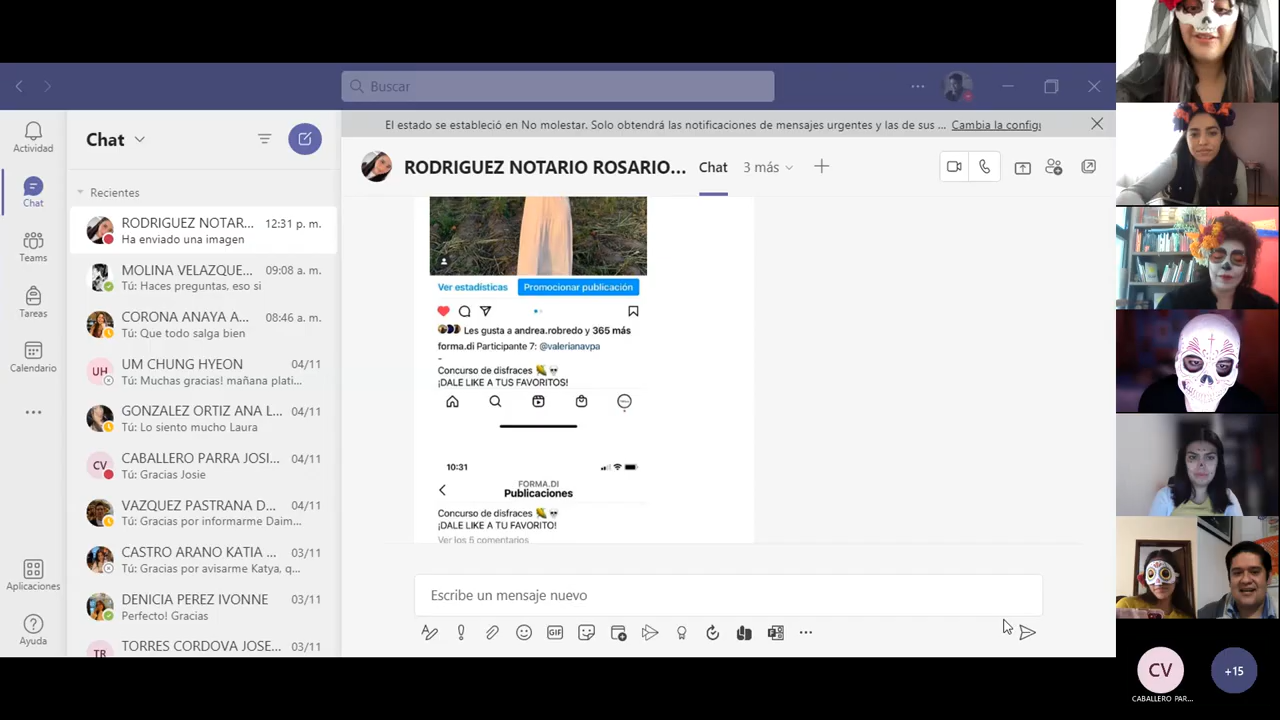 Buscar
Actividad
Chat
Teams
Tareas
Calendario
Aplicaciones
Ayuda
Chat
Recientes
RODRIGUEZ NOTAR... 12:31 p. m.
Ha enviado una imagen
MOLINA VELAZQUE... 09:08 a. m.
Tú: Haces preguntas, eso si
CORONA ANAYA A... 08:46 a. m.
Tú: Que todo salga bien
UH
UM CHUNG HYEON 04/11
Tú: Muchas gracias! mañana plati...
GONZALEZ ORTIZ ANA L... 04/11
Tú: Lo siento mucho Laura
CV
CABALLERO PARRA JOSI... 04/11
Tú: Gracias Josie
VAZQUEZ PASTRANA D... 04/11
Tú: Gracias por informarme Daim...
CASTRO ARANO KATIA ... 03/11
Tú: Gracias por avisarme Katya, q...
DENICIA PEREZ IVONNE 03/11
Perfecto! Gracias
TR
TORRES CORDOVA JOSE... 03/11
El estado se estableció en No molestar. Solo obtendrá las notificaciones de mensajes urgentes y las de sus ... Cambia la config
RODRIGUEZ NOTARIO ROSARIO... Chat 3 más
Ver estadísticas Promocionar publicación
Les gusta a andrea.robredo y 365 más
forma.di Participante 7: @valerianavpa
-
Concurso de disfraces
¡DALE LIKE A TUS FAVORITOS!
10:31
FORMA.DI
Publicaciones
Concurso de disfraces
¡DALE LIKE A TU FAVORITO!
Ver los 5 comentarios
Escribe un mensaje nuevo
GIF
CV
CABALLERO PAR...
+15